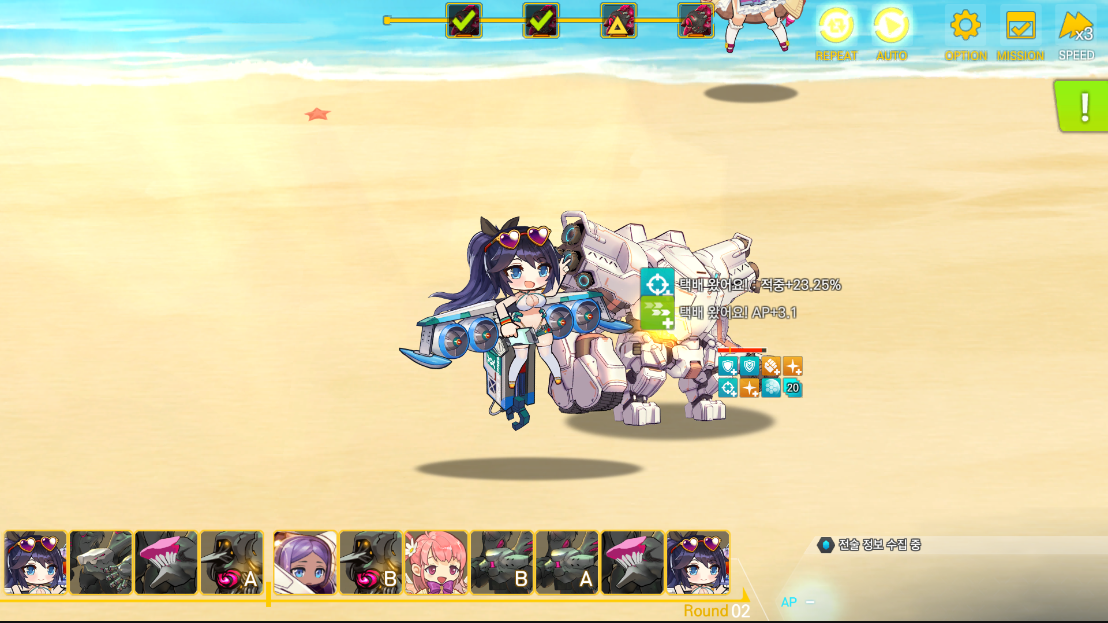 REPEAT
AUTO
OPTION
MISSION
x3
SPEED
!
택배 왔어요! 적중+23.25%
택배 왔어요! AP+3.1
20
A
B
B
A
전술 정보 수집 중
AP –
Round 02